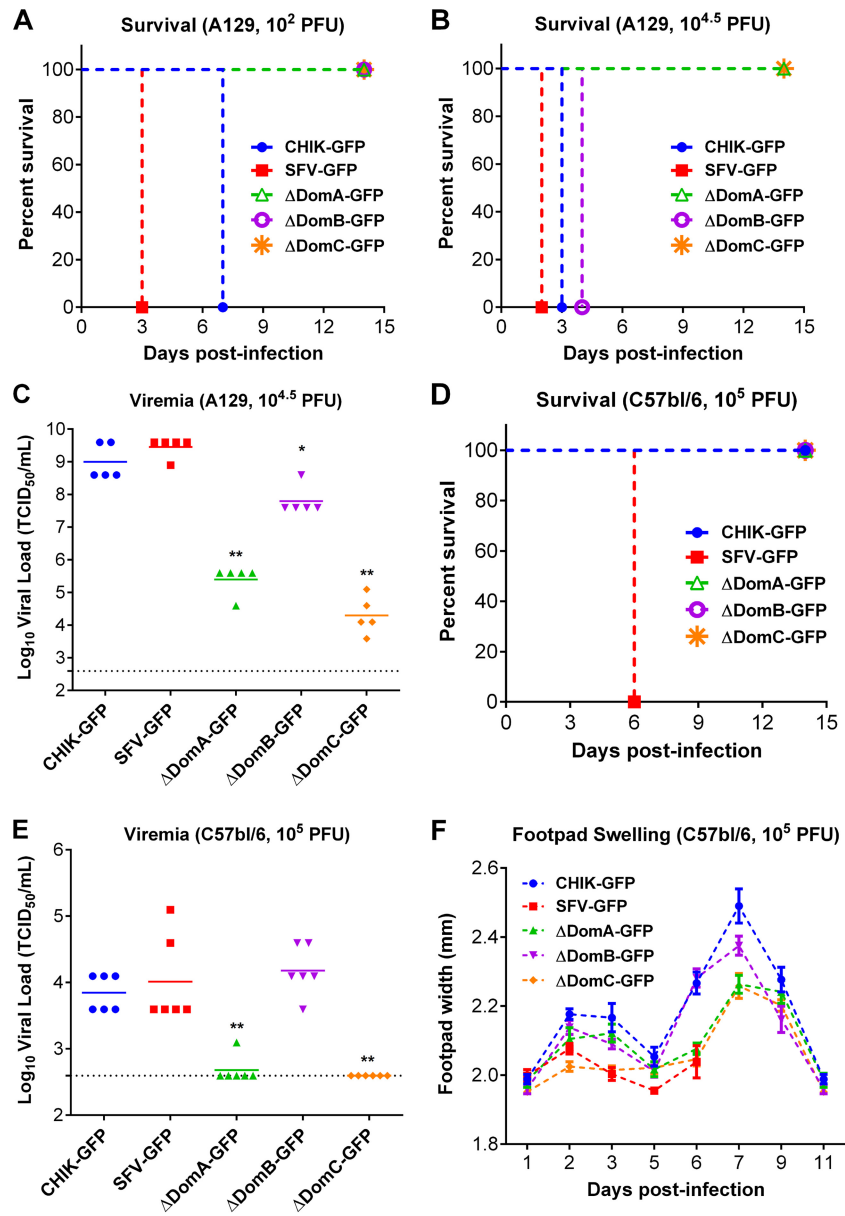 A
Survival (A129, 10² PFU)
Percent survival
100
80
60
40
20
0
0 3 6 9 12 15
Days post-infection
CHIK-GFP
SFV-GFP
ΔDomA-GFP
ΔDomB-GFP
ΔDomC-GFP
B
Survival (A129, 10⁴·⁵ PFU)
Percent survival
100
80
60
40
20
0
0 3 6 9 12 15
Days post-infection
CHIK-GFP
SFV-GFP
ΔDomA-GFP
ΔDomB-GFP
ΔDomC-GFP
C
Viremia (A129, 10⁴·⁵ PFU)
Log₁₀ Viral Load (TCID₅₀/mL)
10
9
8
7
6
5
4
3
2
*
**
**
CHIK-GFP
SFV-GFP
ΔDomA-GFP
ΔDomB-GFP
ΔDomC-GFP
D
Survival (C57bl/6, 10⁵ PFU)
Percent survival
100
80
60
40
20
0
0 3 6 9 12 15
Days post-infection
CHIK-GFP
SFV-GFP
ΔDomA-GFP
ΔDomB-GFP
ΔDomC-GFP
E
Viremia (C57bl/6, 10⁵ PFU)
Log₁₀ Viral Load (TCID₅₀/mL)
6
5
4
3
2
**
**
CHIK-GFP
SFV-GFP
ΔDomA-GFP
ΔDomB-GFP
ΔDomC-GFP
F
Footpad Swelling (C57bl/6, 10⁵ PFU)
Footpad width (mm)
2.6
2.4
2.2
2.0
1.8
CHIK-GFP
SFV-GFP
ΔDomA-GFP
ΔDomB-GFP
ΔDomC-GFP
1 2 3 5 6 7 9 11
Days post-infection